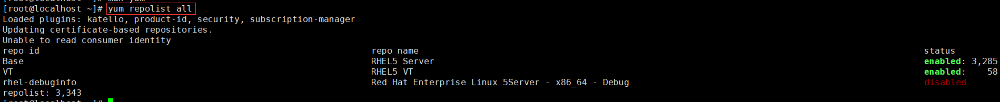 [root@localhost ~]# man yum
[root@localhost ~]# yum repolist all
Loaded plugins: katello, product-id, security, subscription-manager
Updating certificate-based repositories.
Unable to read consumer identity
repo id repo name status
Base RHEL5 Server enabled: 3,285
VT RHEL5 VT enabled: 58
rhel-debuginfo Red Hat Enterprise Linux 5Server - x86_64 - Debug disabled
repolist: 3,343
[root@localhost ~]#